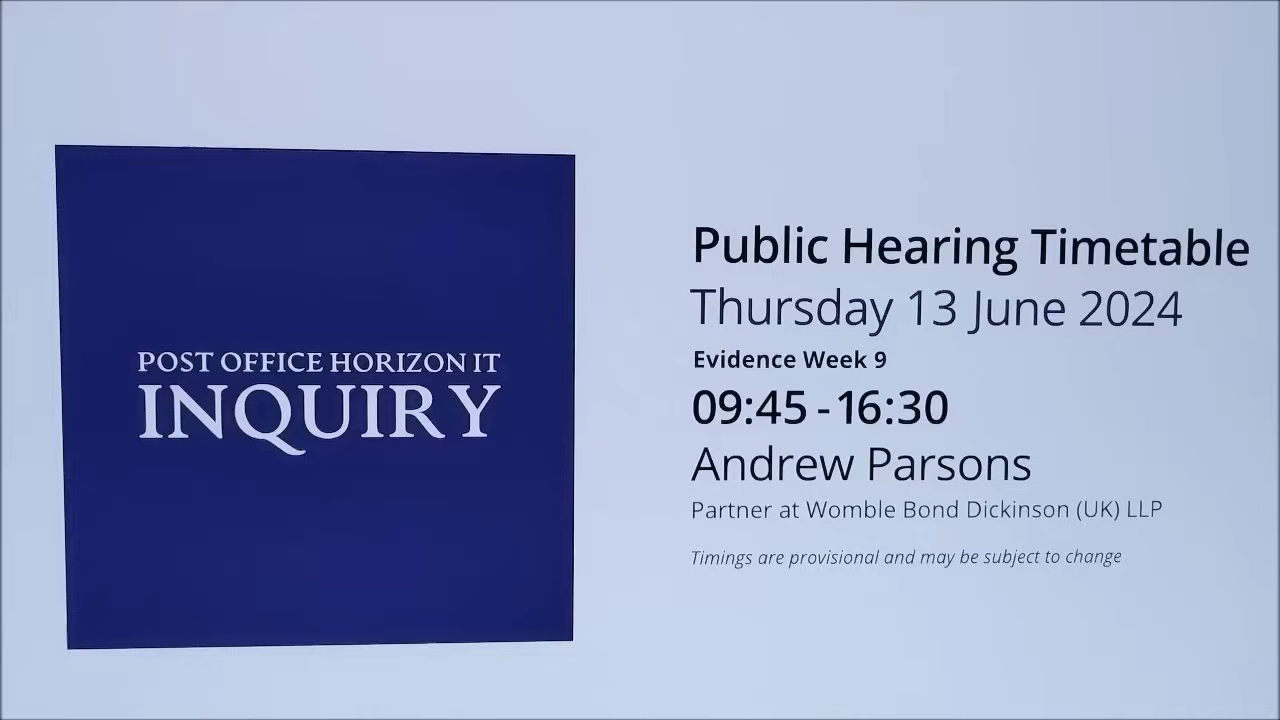 POST OFFICE HORIZON IT
INQUIRY
Public Hearing Timetable
Thursday 13 June 2024
Evidence Week 9
09:45 - 16:30
Andrew Parsons
Partner at Womble Bond Dickinson (UK) LLP
Timings are provisional and may be subject to change